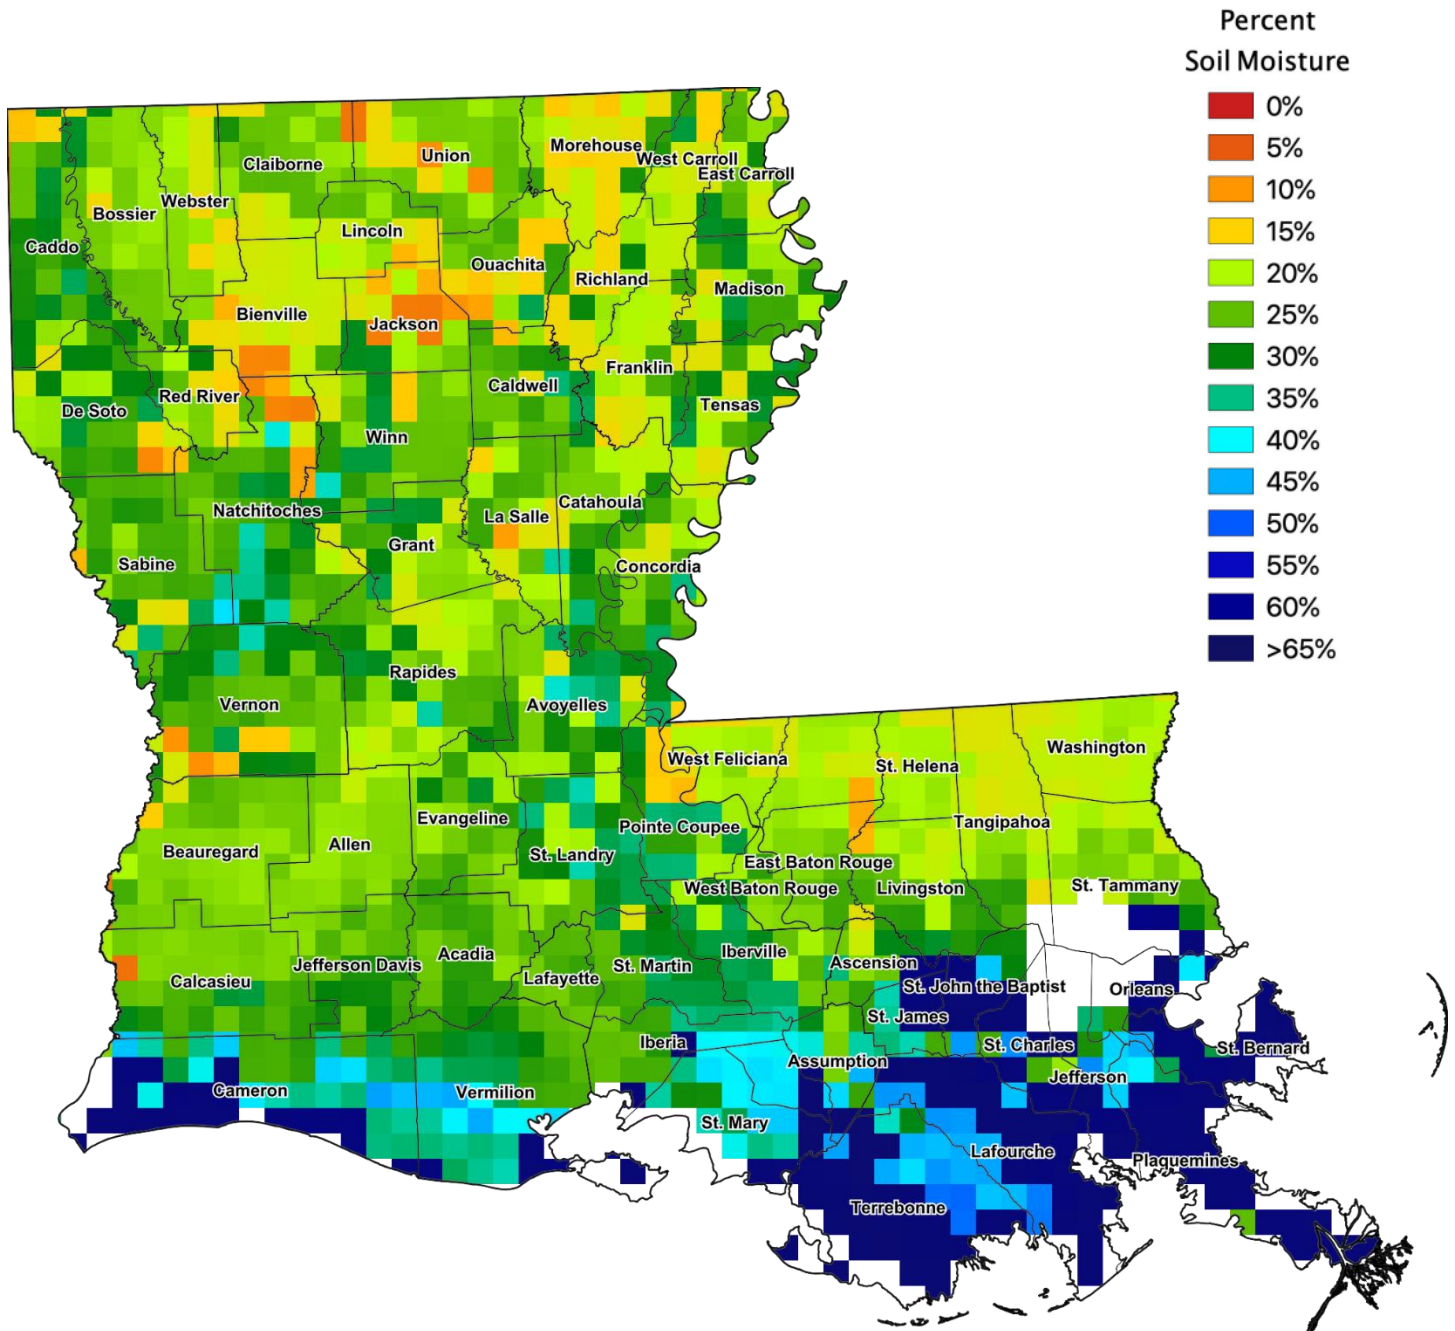 Percent
Soil Moisture
0%
5%
10%
15%
20%
25%
30%
35%
40%
45%
50%
55%
60%
>65%
Morehouse
Union
West Carroll
Claiborne
East Carroll
Webster
Bossier
Lincoln
Caddo
Ouachita
Richland
Madison
Bienville
Jackson
Franklin
Caldwell
Red River
De Soto
Tensas
Winn
Catahoula
Natchitoches
La Salle
Grant
Sabine
Concordia
Rapides
Vernon
Avoyelles
Washington
West Feliciana
St. Helena
Evangeline
Tangipahoa
Pointe Coupee
Allen
Beauregard
St. Landry
East Baton Rouge
St. Tammany
West Baton Rouge
Livingston
Iberville
Acadia
Ascension
Jefferson Davis
St. Martin
Lafayette
Calcasieu
St. John the Baptist
Orleans
St. James
Iberia
St. Charles
St. Bernard
Assumption
Jefferson
Cameron
Vermilion
St. Mary
Lafourche
Plaquemines
Terrebonne